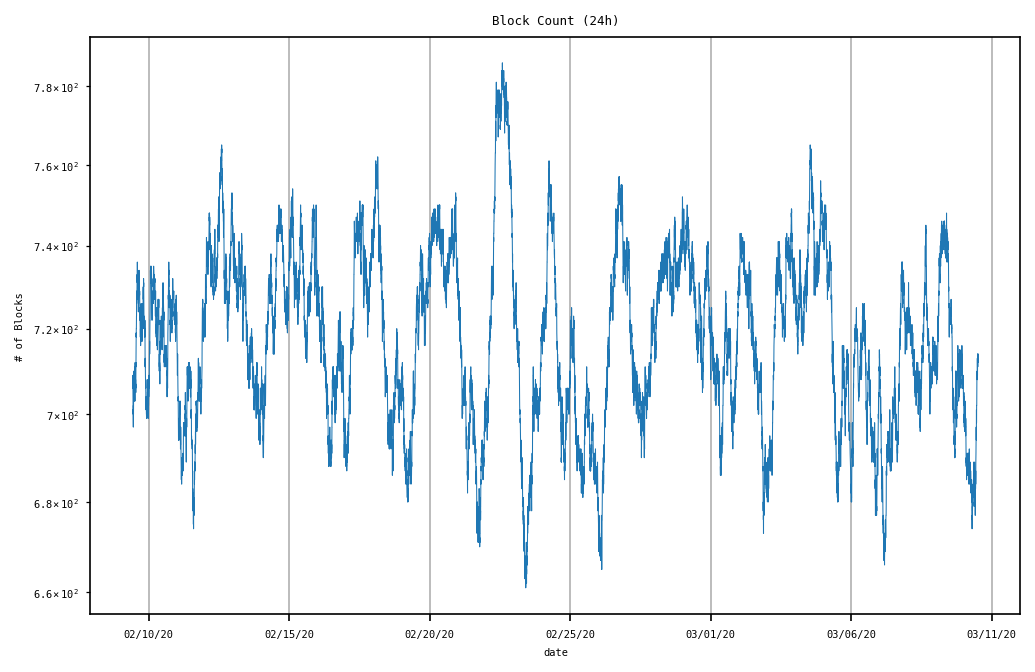 Block Count (24h)
7.8×10²
7.6×10²
7.4×10²
7.2×10²
7×10²
6.8×10²
6.6×10²
# of Blocks
02/10/20 02/15/20 02/20/20 02/25/20 03/01/20 03/06/20 03/11/20
date